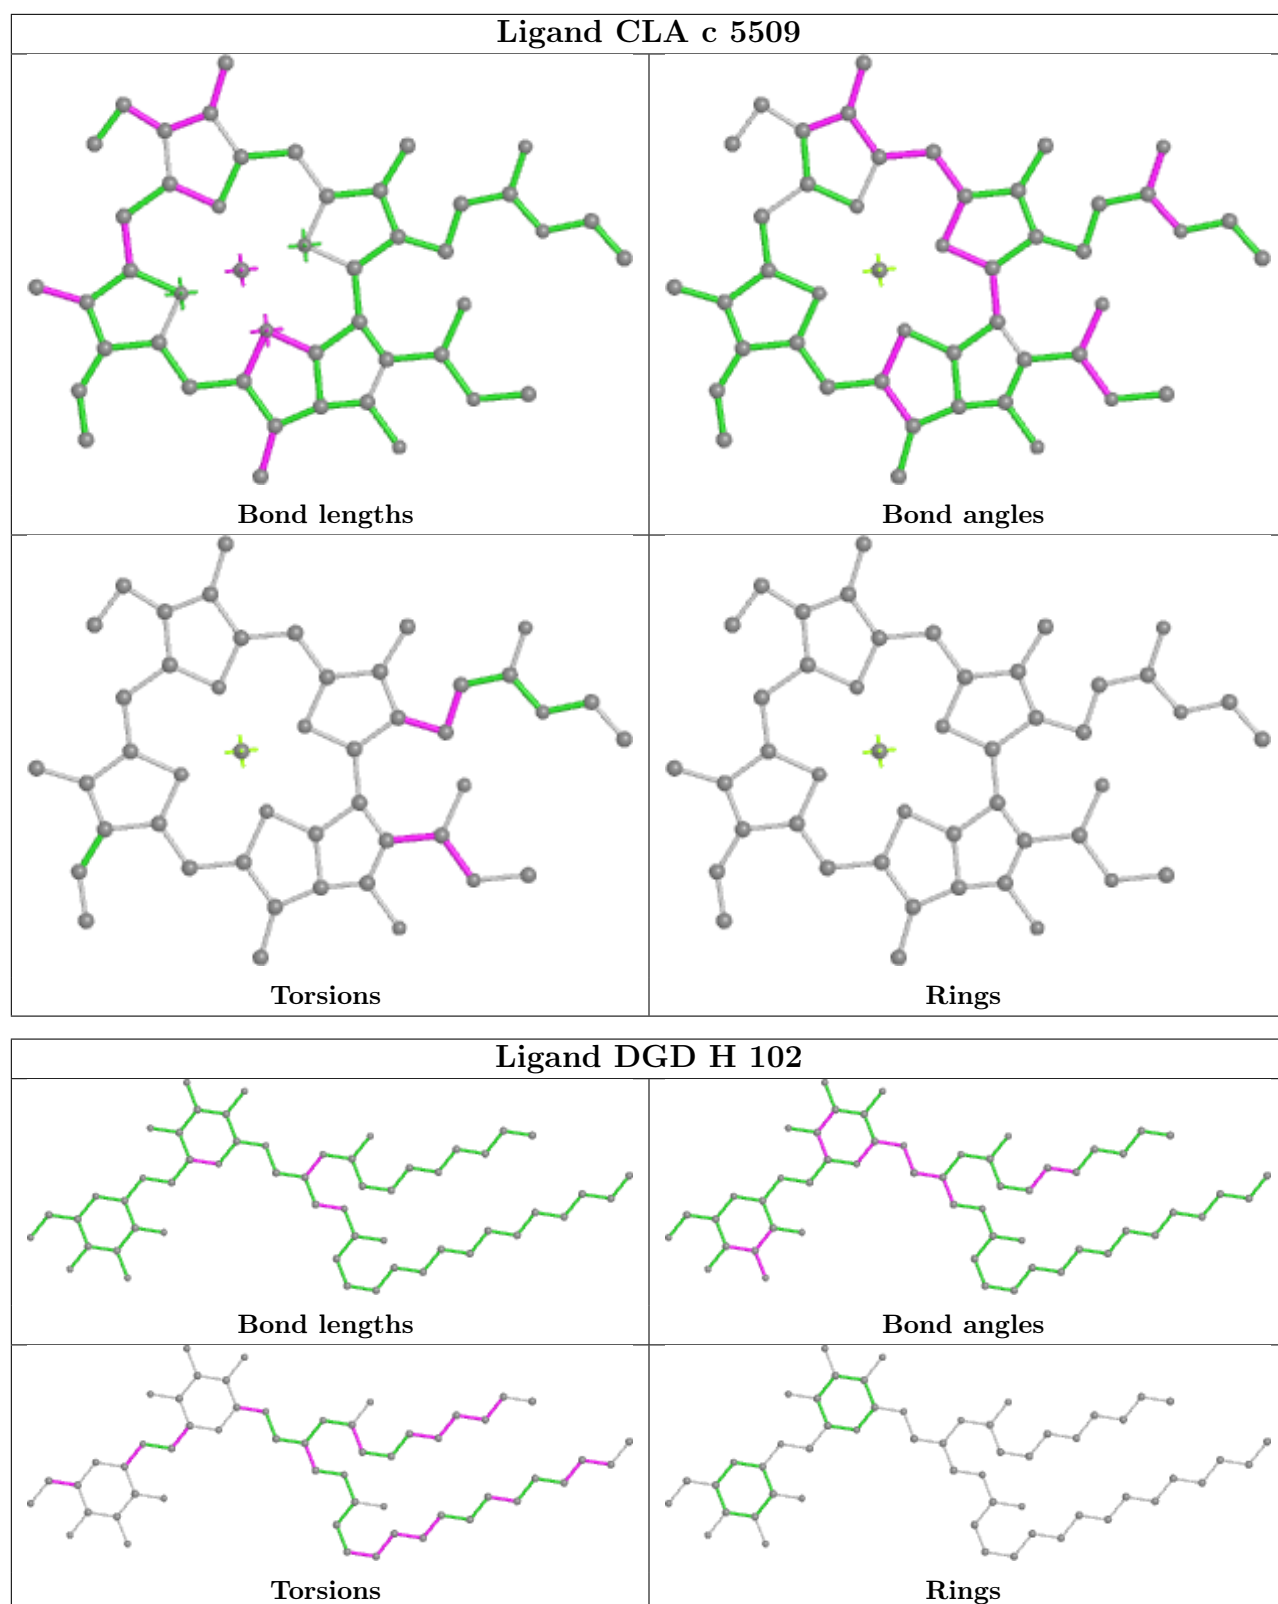 Ligand CLA c 5509
Bond lengths
Bond angles
Torsions
Rings
Ligand DGD H 102
Bond lengths
Bond angles
Torsions
Rings